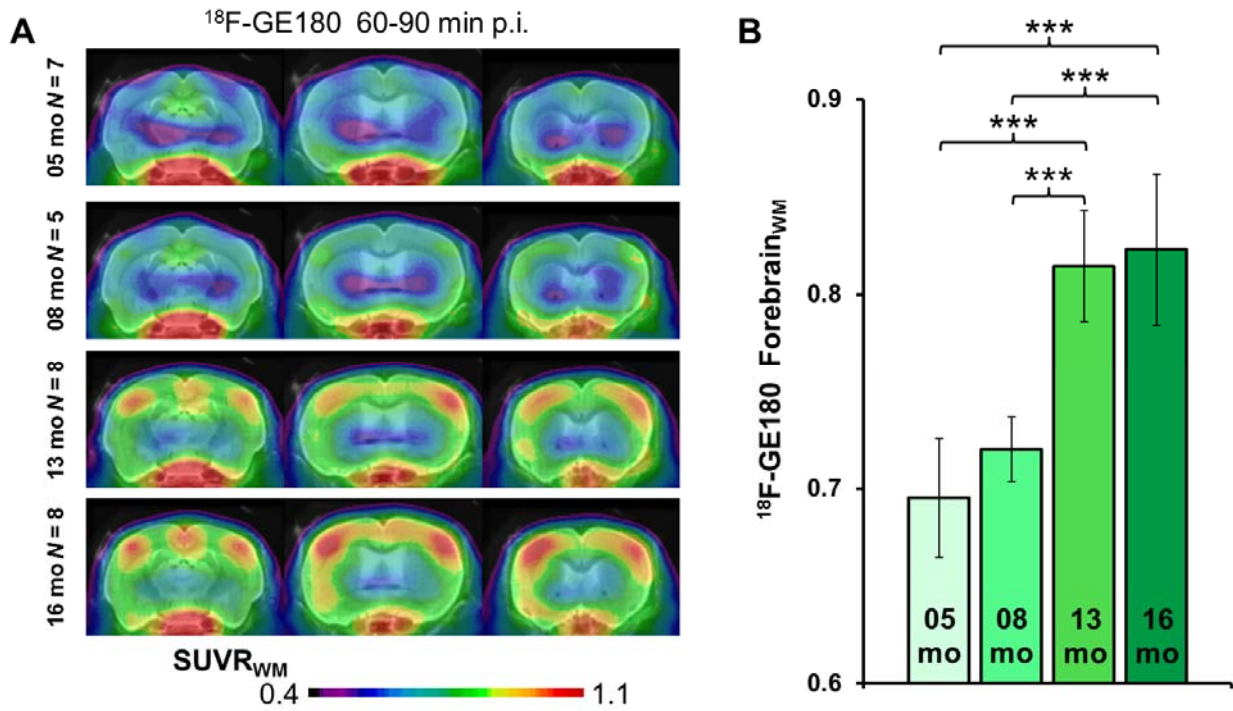 A
¹⁸F-GE180 60-90 min p.i.
05 mo N = 7
08 mo N = 5
13 mo N = 8
16 mo N = 8
SUVR_WM
0.4
1.1
B
***
***
***
***
0.9
0.8
0.7
0.6
¹⁸F-GE180 Forebrain_WM
05
mo
08
mo
13
mo
16
mo